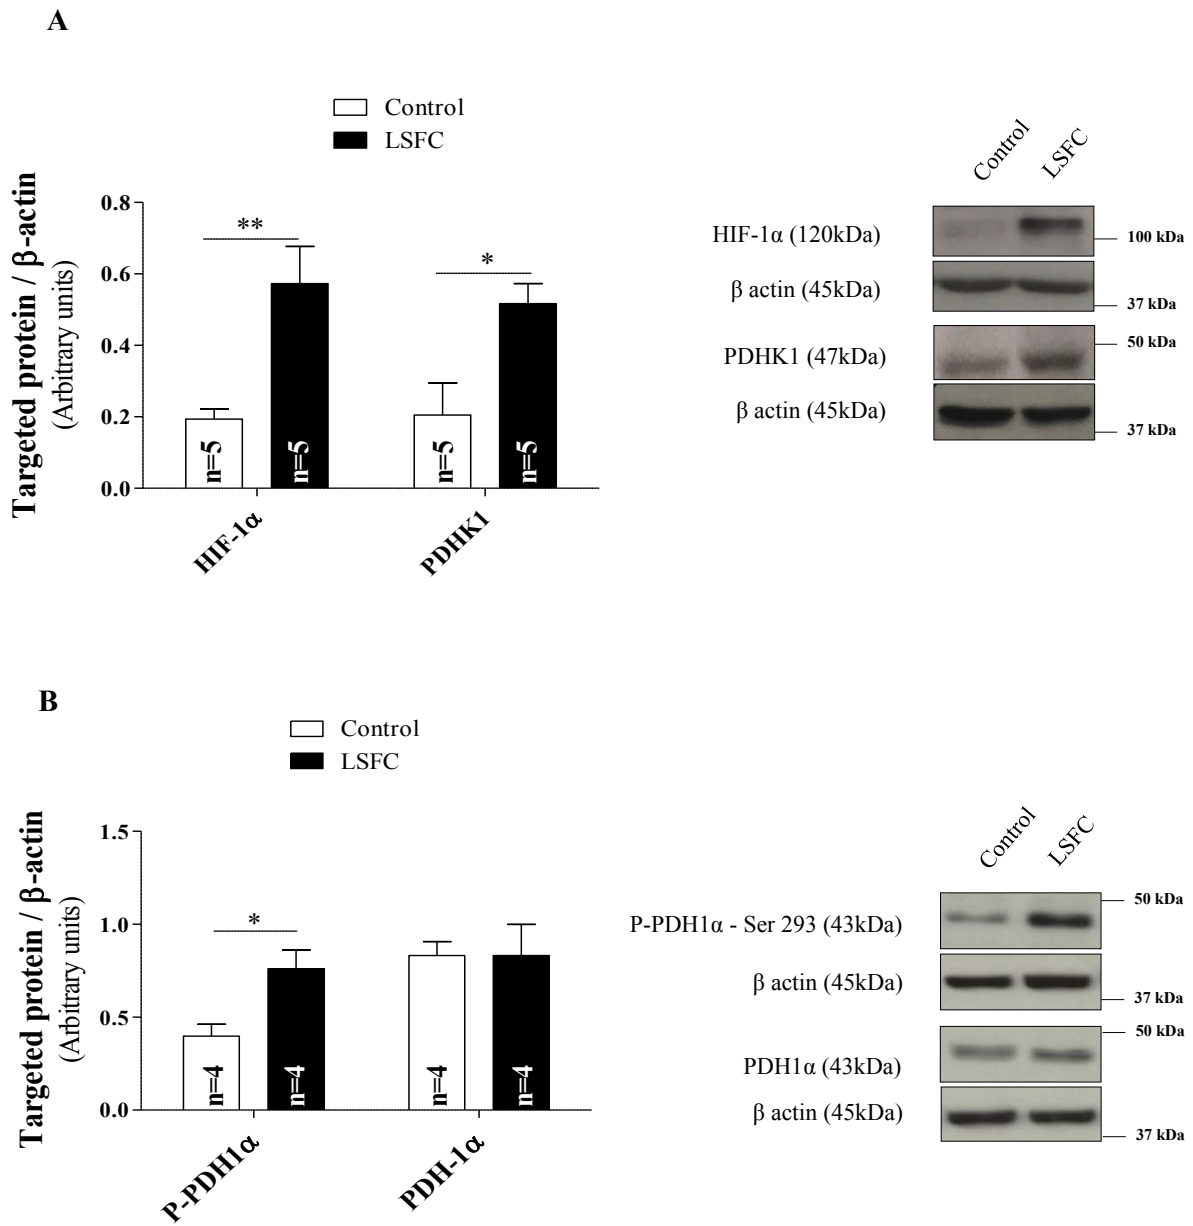 A
Control
LSFC
Targeted protein / β-actin
(Arbitrary units)
0.8
0.6
0.4
0.2
0.0
**
*
n=5
n=5
n=5
n=5
HIF-1α
PDHK1
Control
LSFC
HIF-1α (120kDa)
100 kDa
β actin (45kDa)
37 kDa
50 kDa
PDHK1 (47kDa)
β actin (45kDa)
37 kDa
B
Control
LSFC
Targeted protein / β-actin
(Arbitrary units)
1.5
1.0
0.5
0.0
*
n=4
n=4
n=4
n=4
P-PDH1α
PDH-1α
Control
LSFC
50 kDa
P-PDH1α - Ser 293 (43kDa)
β actin (45kDa)
37 kDa
50 kDa
PDH1α (43kDa)
β actin (45kDa)
37 kDa